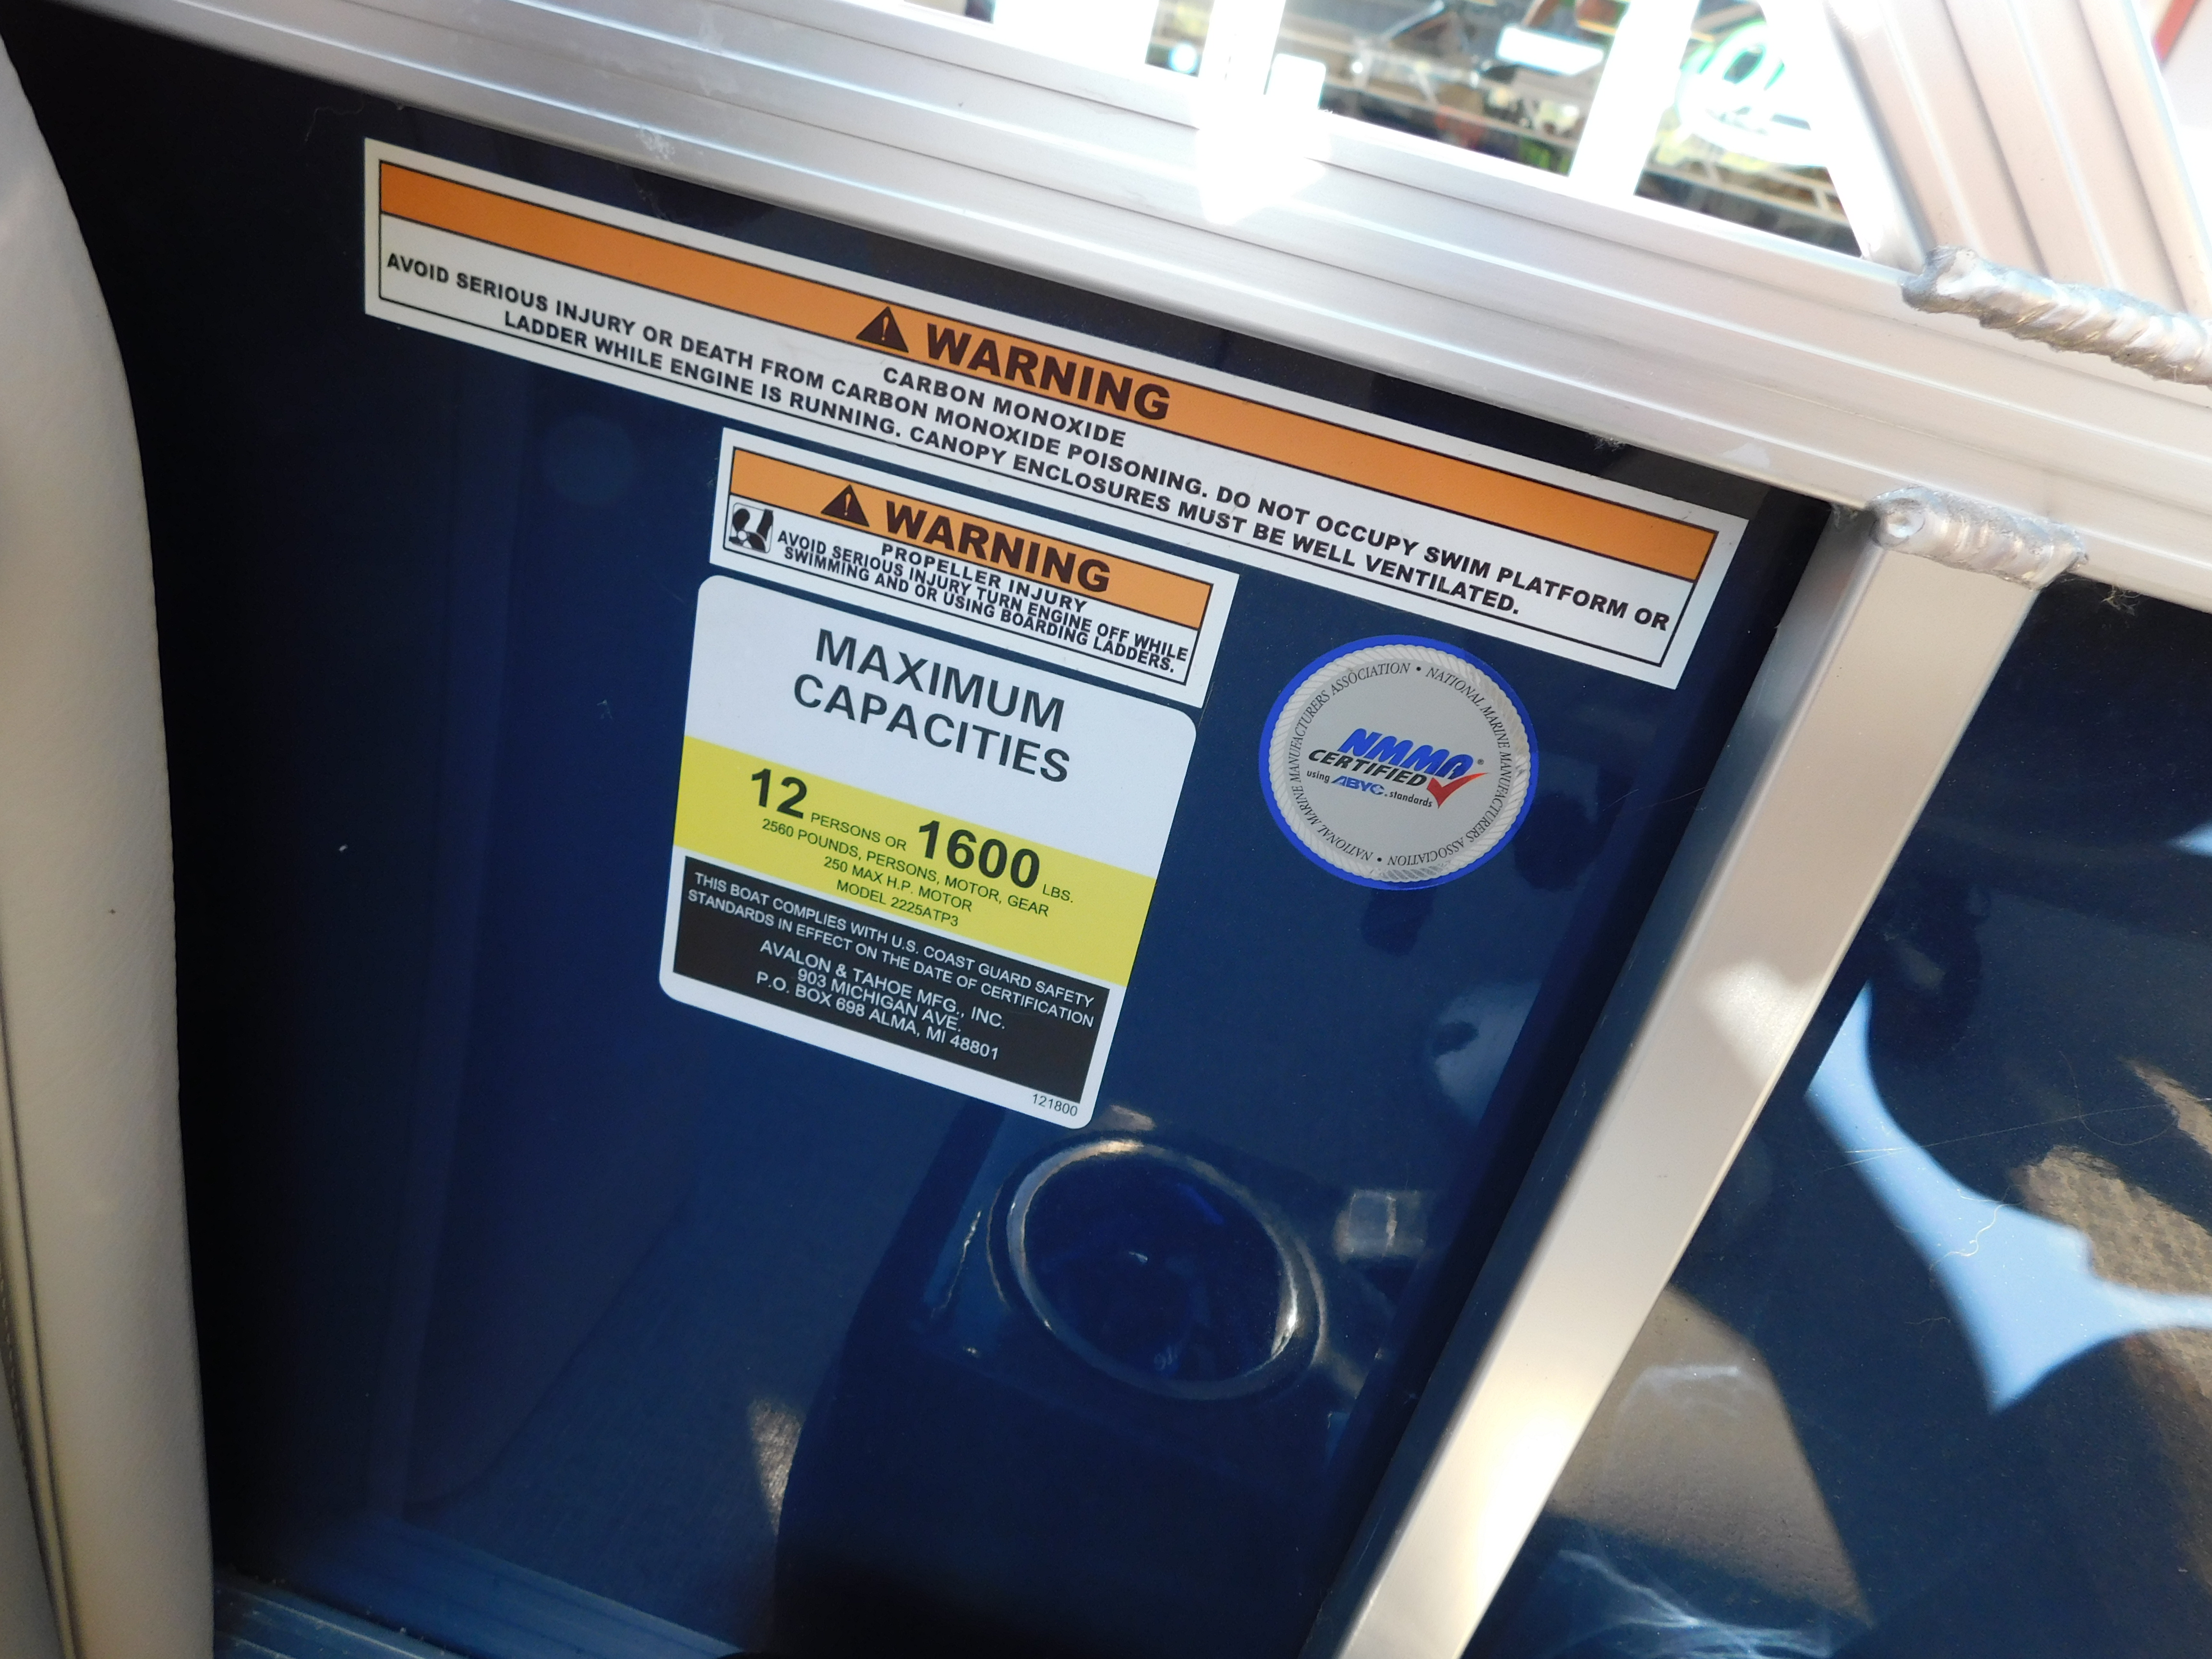 WARNING
CARBON MONOXIDE
AVOID SERIOUS INJURY OR DEATH FROM CARBON MONOXIDE POISONING. DO NOT OCCUPY SWIM PLATFORM OR
LADDER WHILE ENGINE IS RUNNING. CANOPY ENCLOSURES MUST BE WELL VENTILATED.
WARNING
PROPELLER INJURY
AVOID SERIOUS INJURY TURN ENGINE OFF WHILE
SWIMMING AND OR USING BOARDING LADDERS.
MAXIMUM
CAPACITIES
12 PERSONS OR 1600 LBS.
2560 POUNDS, PERSONS, MOTOR, GEAR
250 MAX H.P. MOTOR
MODEL 2225ATP3
THIS BOAT COMPLIES WITH U.S. COAST GUARD SAFETY
STANDARDS IN EFFECT ON THE DATE OF CERTIFICATION
AVALON & TAHOE MFG., INC.
903 MICHIGAN AVE.
P.O. BOX 698 ALMA, MI 48801
121800
NATIONAL MARINE MANUFACTURERS ASSOCIATION • NATIONAL MARINE MANUFACTURERS ASSOCIATION •
NMMA®
CERTIFIED
using ABYC. standards